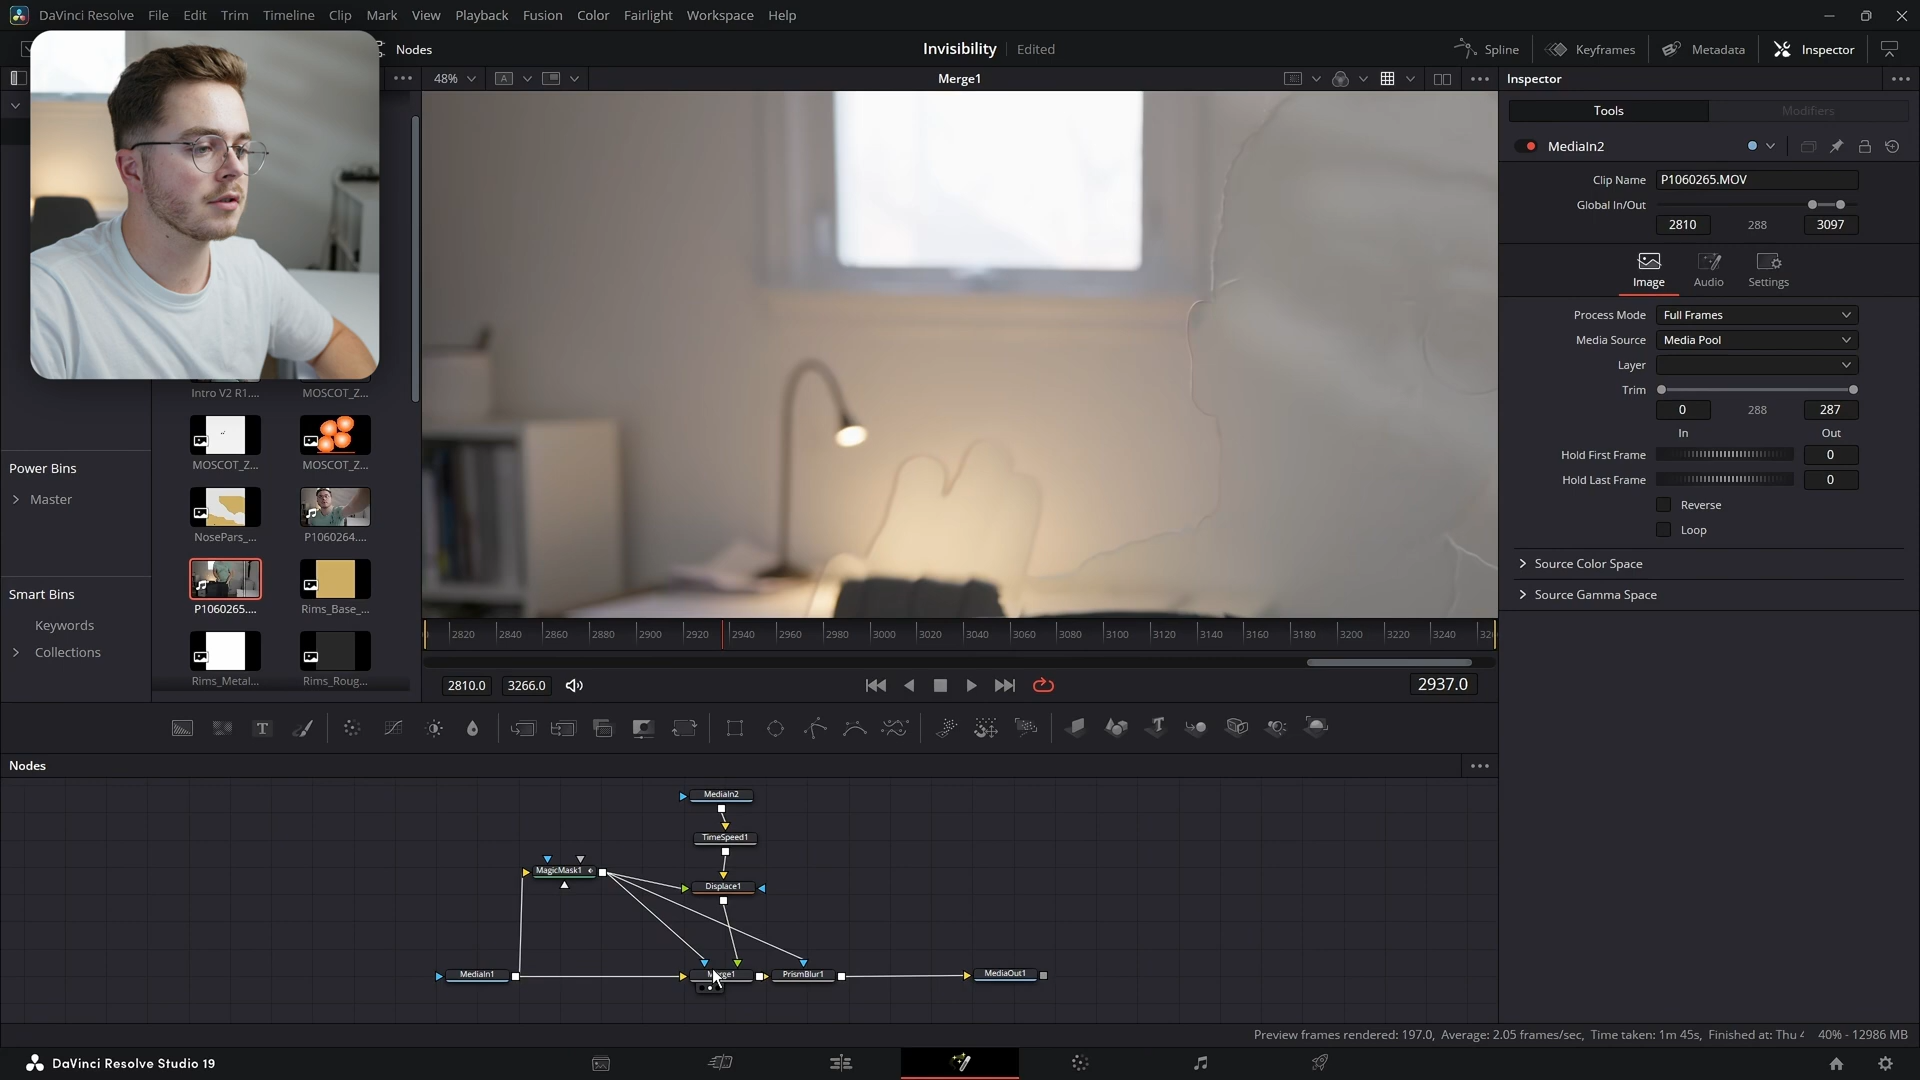 DaVinci Resolve File Edit Trim Timeline Clip Mark View Playback Fusion Color Fairlight Workspace Help
Nodes Invisibility Edited Spline Keyframes Metadata Inspector
48% A Merge1 Inspector
Tools Modifiers
MediaIn2
Clip Name P1060265.MOV
Global In/Out
2810 288 3097
Image Audio Settings
Process Mode Full Frames
Media Source Media Pool
Layer
Trim
0 288 287
In Out
Hold First Frame 0
Hold Last Frame 0
Reverse
Loop
Source Color Space
Source Gamma Space
Intro V2 R1.... MOSCOT_Z...
MOSCOT_Z... MOSCOT_Z...
Power Bins
Master
NosePars_... P1060264....
Smart Bins
P1060265.... Rims_Base_...
Keywords
Collections
Rims_Metal... Rims_Roug...
2820 2840 2860 2880 2900 2920 2940 2960 2980 3000 3020 3040 3060 3080 3100 3120 3140 3160 3180 3200 3220 3240
2810.0 3266.0 2937.0
T
Nodes
MediaIn2
TimeSpeed1
MagicMask1
Displace1
MediaIn1 Merge1 PrismBlur1 MediaOut1
Preview frames rendered: 197.0, Average: 2.05 frames/sec, Time taken: 1m 45s, Finished at: Thu 40% - 12986 MB
DaVinci Resolve Studio 19